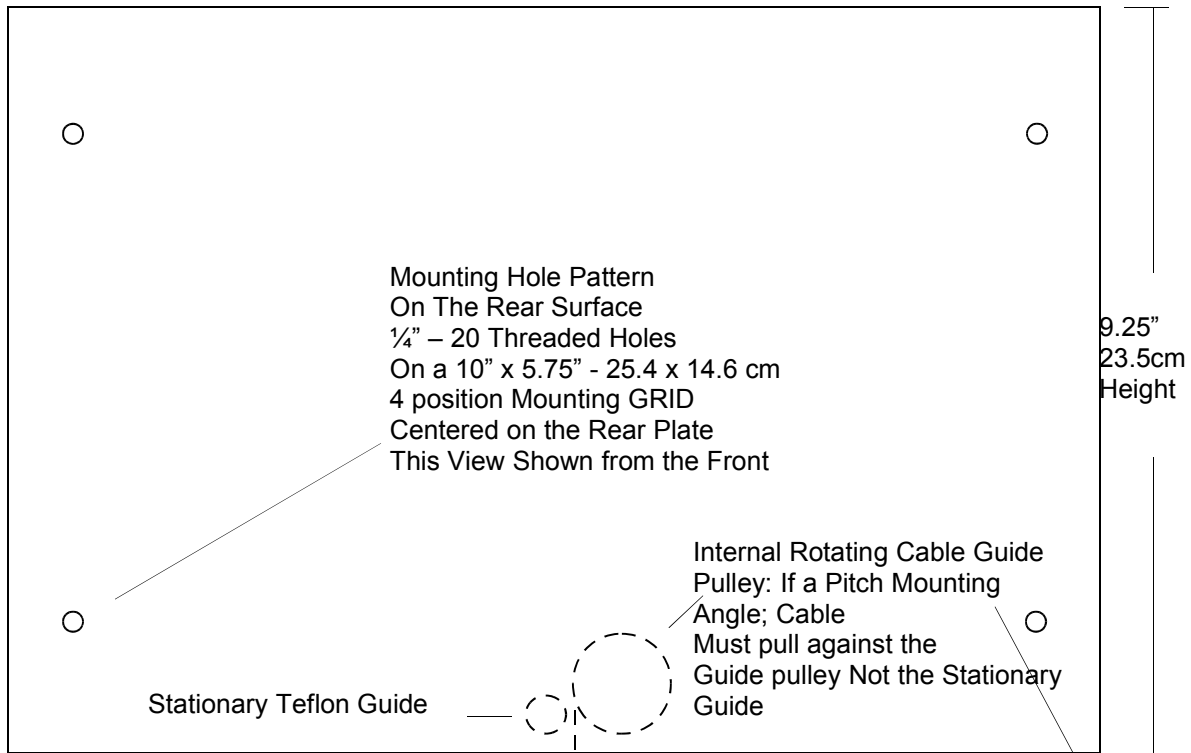 Mounting Hole Pattern
On The Rear Surface
¼” – 20 Threaded Holes
On a 10” x 5.75” - 25.4 x 14.6 cm
4 position Mounting GRID
Centered on the Rear Plate
This View Shown from the Front
9.25”
23.5cm
Height
Internal Rotating Cable Guide
Pulley: If a Pitch Mounting
Angle; Cable
Must pull against the
Guide pulley Not the Stationary
Guide
Stationary Teflon Guide